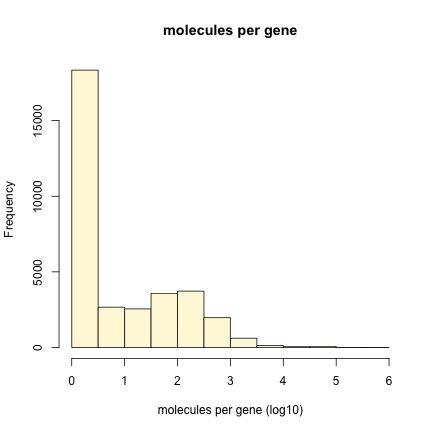 molecules per gene
Frequency
15000
10000
5000
0
0 1 2 3 4 5 6
molecules per gene (log10)